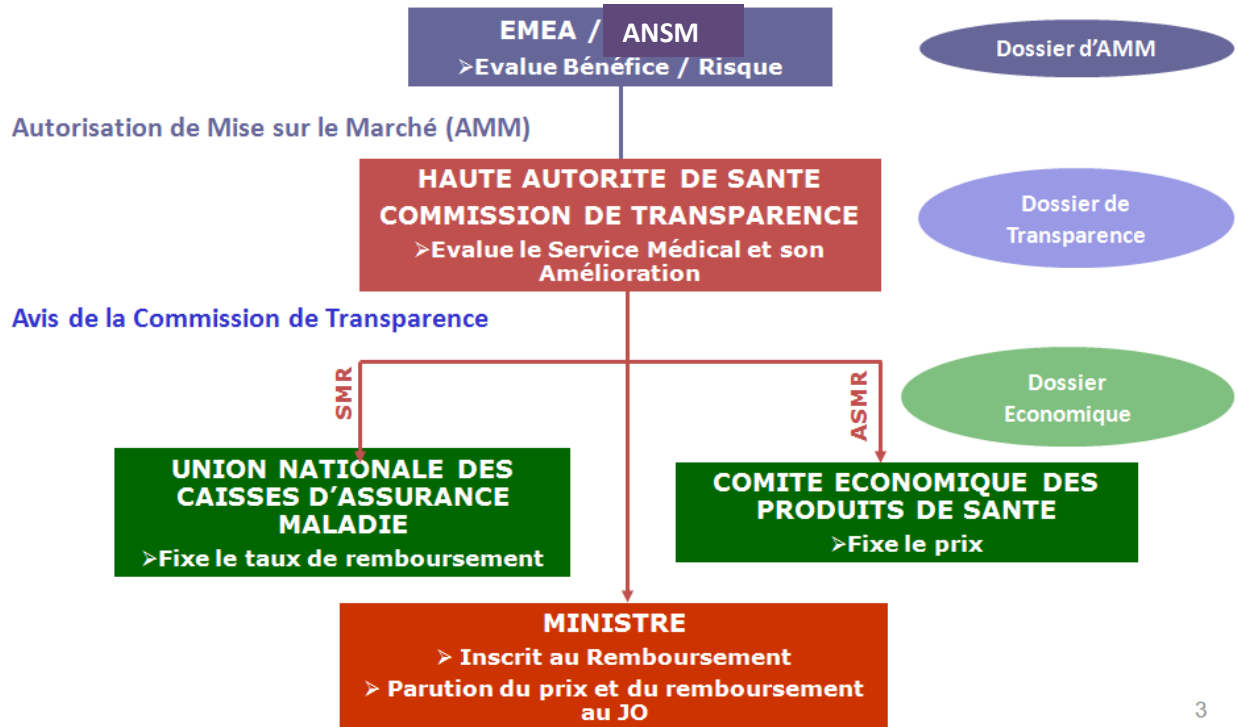 EMEA / ANSM
➢Evalue Bénéfice / Risque
Dossier d'AMM
Autorisation de Mise sur le Marché (AMM)
HAUTE AUTORITE DE SANTE
COMMISSION DE TRANSPARENCE
➢Evalue le Service Médical et son
Amélioration
Dossier de
Transparence
Avis de la Commission de Transparence
SMR
ASMR
Dossier
Economique
UNION NATIONALE DES
CAISSES D'ASSURANCE
MALADIE
➢Fixe le taux de remboursement
COMITE ECONOMIQUE DES
PRODUITS DE SANTE
➢Fixe le prix
MINISTRE
➢ Inscrit au Remboursement
➢ Parution du prix et du remboursement
au JO
3